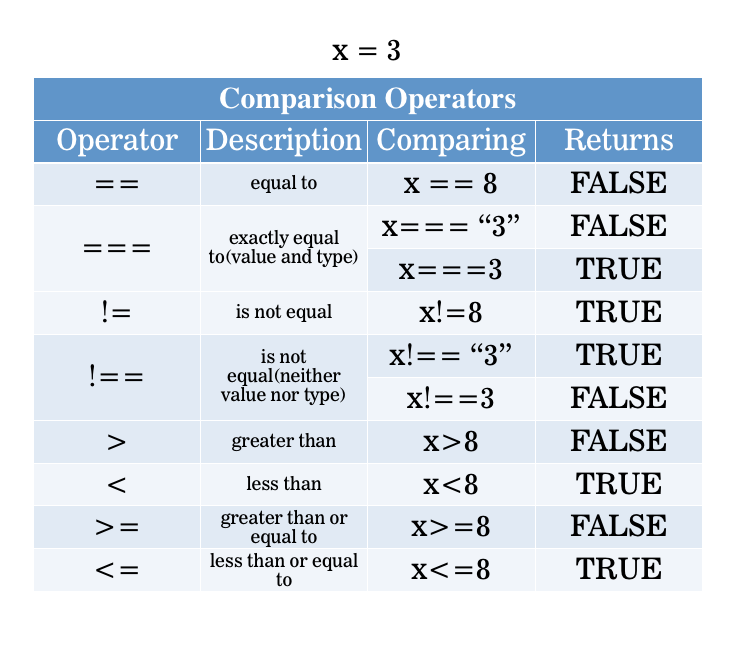 x = 3
Comparison Operators
Operator Description Comparing Returns
== equal to x == 8 FALSE
=== exactly equal
to(value and type)
x=== “3” FALSE
x===3 TRUE
!= is not equal x!=8 TRUE
!== is not
equal(neither
value nor type)
x!== “3” TRUE
x!==3 FALSE
> greater than x>8 FALSE
< less than x<8 TRUE
>= greater than or
equal to
x>=8 FALSE
<= less than or equal
to
x<=8 TRUE